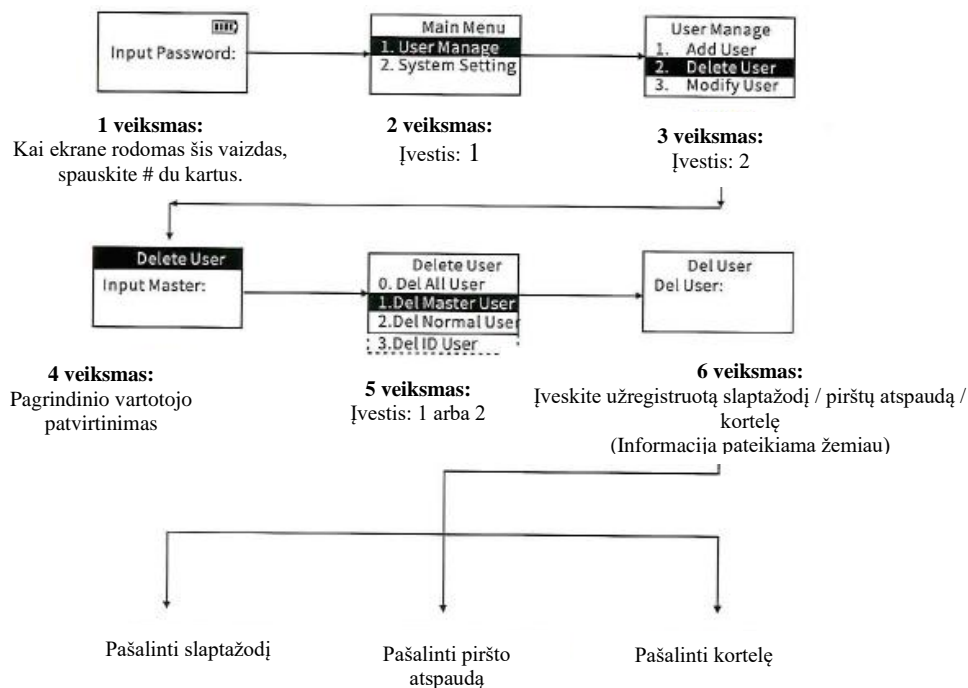 Input Password:
Main Menu
1. User Manage
2. System Setting
User Manage
1. Add User
2. Delete User
3. Modify User
1 veiksmas:
Kai ekrane rodomas šis vaizdas,
spauskite # du kartus.
2 veiksmas:
Įvestis: 1
3 veiksmas:
Įvestis: 2
Delete User
Input Master:
Delete User
0. Del All User
1.Del Master User
2.Del Normal User
3.Del ID User
Del User
Del User:
4 veiksmas:
Pagrindinio vartotojo
patvirtinimas
5 veiksmas:
Įvestis: 1 arba 2
6 veiksmas:
Įveskite užregistruotą slaptažodį / pirštų atspaudą /
kortelę
(Informacija pateikiama žemiau)
Pašalinti slaptažodį
Pašalinti piršto
atspaudą
Pašalinti kortelę